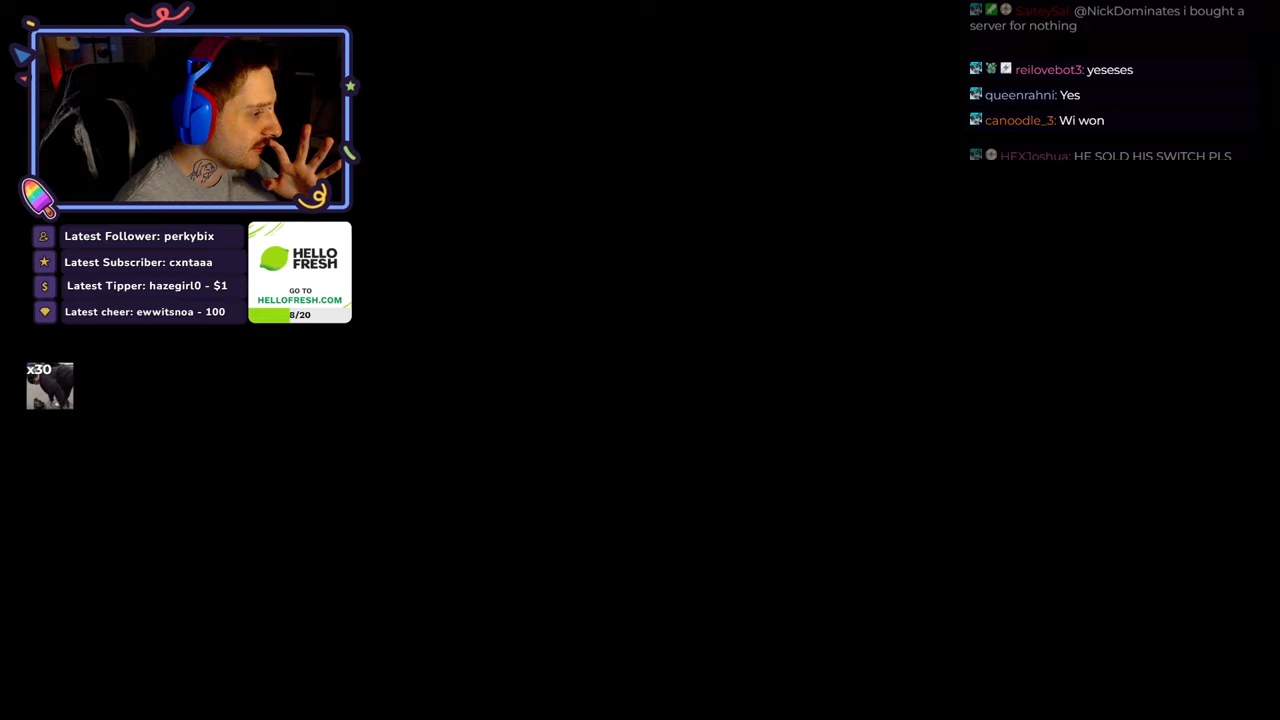 @NickDominates i bought a
server for nothing
reilovebot3: yeseses
queenrahni: Yes
canoodle_3: Wi won
HEXJoshua: HE SOLD HIS SWITCH PLS
Latest Follower: perkybix
Latest Subscriber: cxntaaa
Latest Tipper: hazegirl0 - $1
Latest cheer: ewwitsnoa - 100
HELLO
FRESH
GO TO
HELLOFRESH.COM
8/20
x30